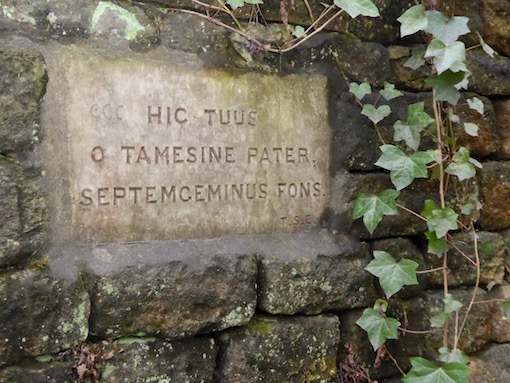 HIC TUUS
O TAMESINE PATER,
SEPTEMGEMINUS FONS.
T.S.E.